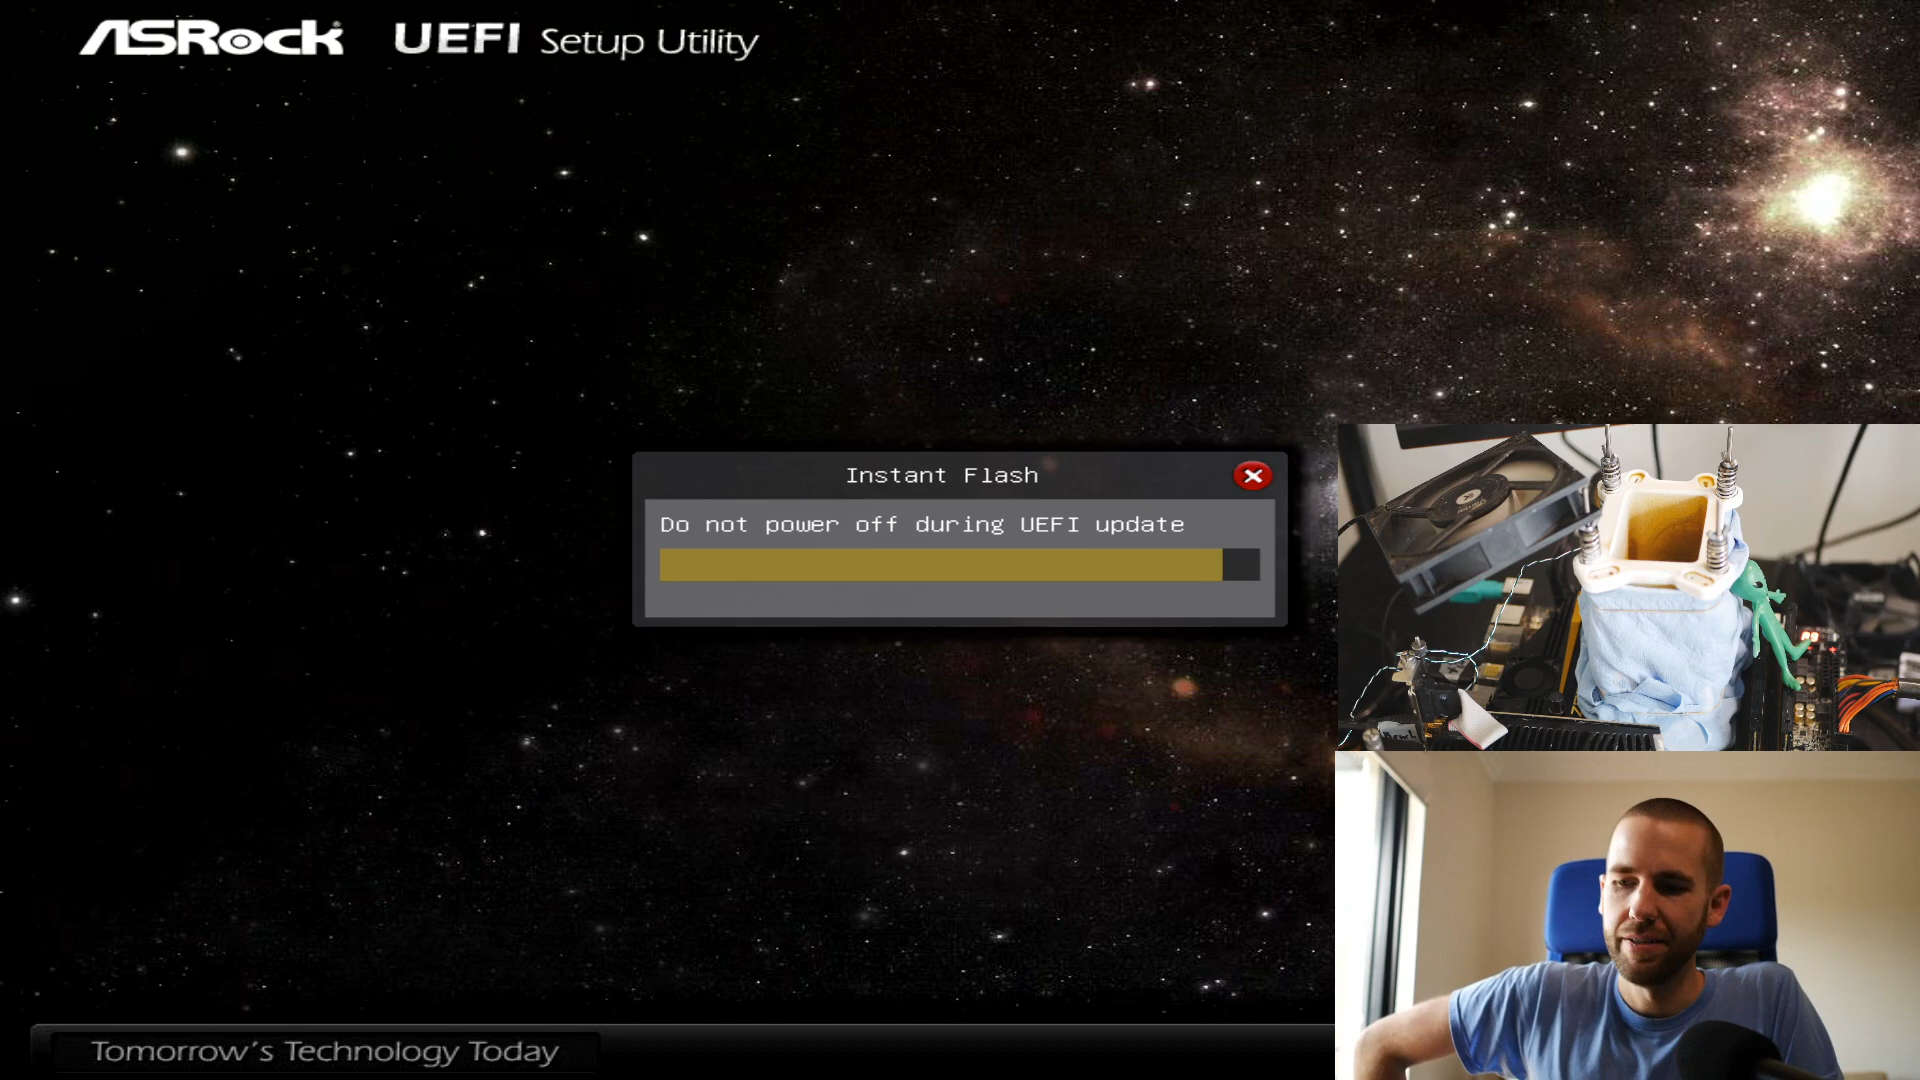 ASRock UEFI Setup Utility
Instant Flash
Do not power off during UEFI update
Tomorrow's Technology Today